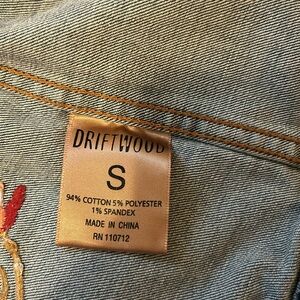 DRIFTWOOD
S
94% COTTON 5% POLYESTER
1% SPANDEX
MADE IN CHINA
RN 110712